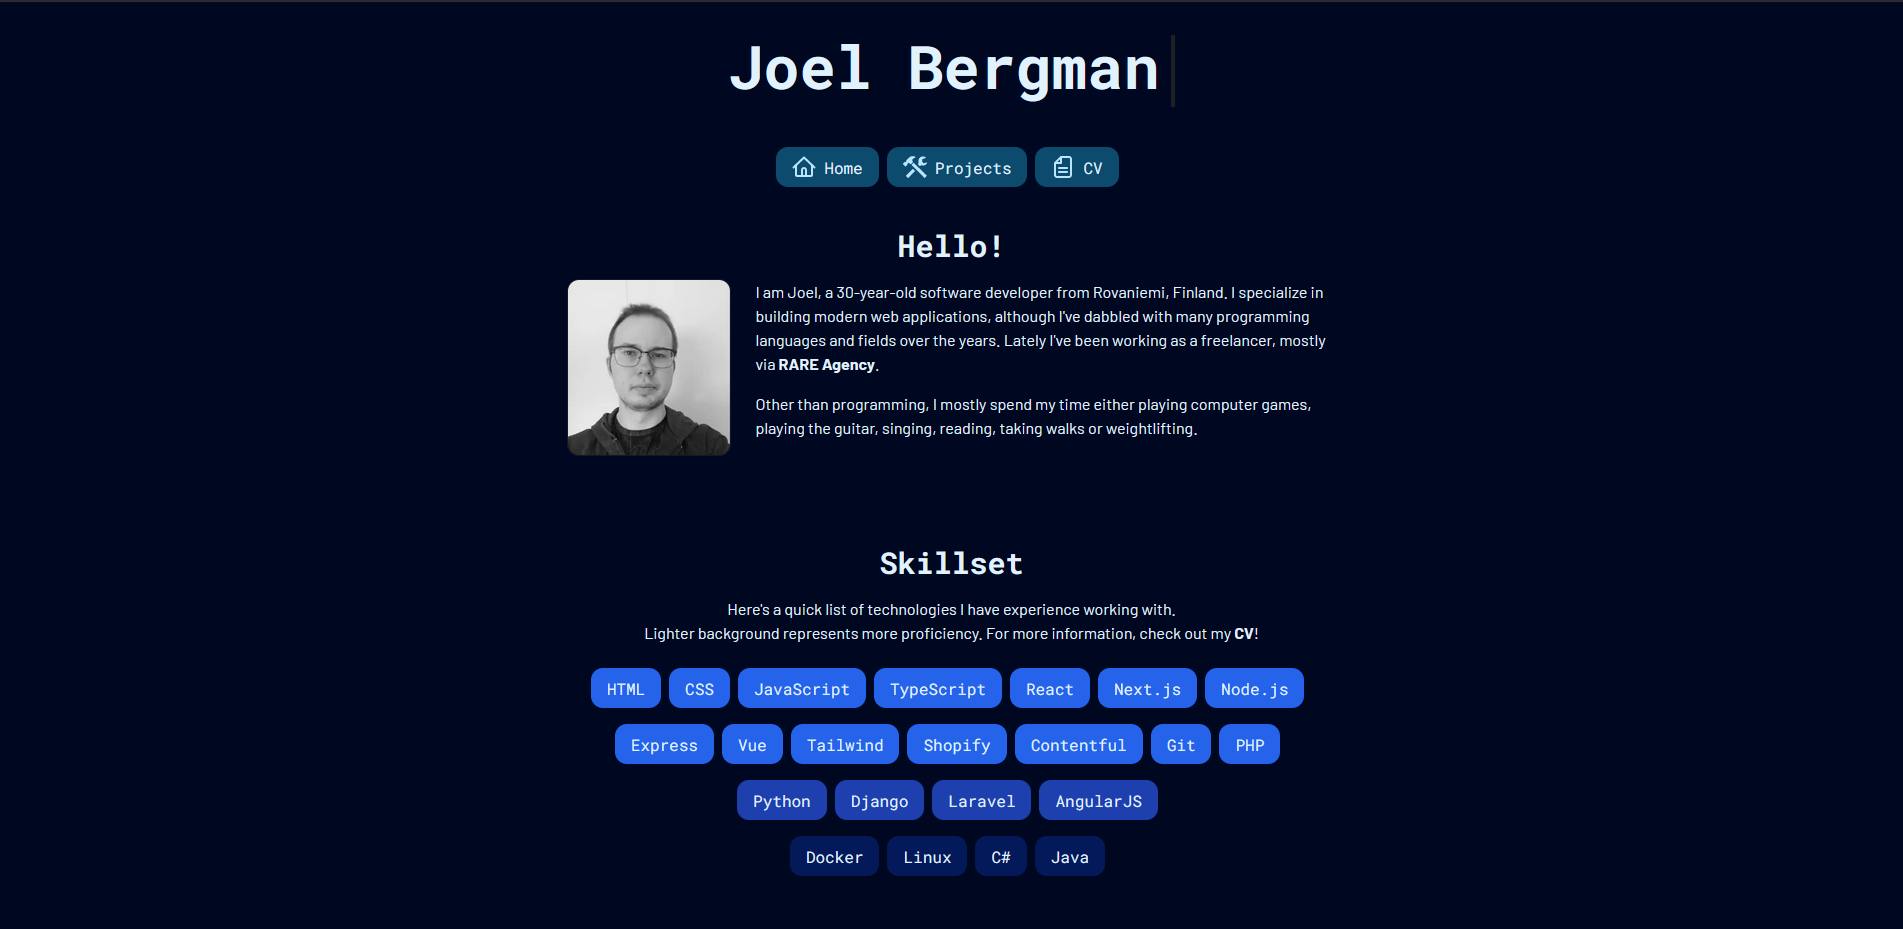 Joel Bergman
Home Projects CV
Hello!
I am Joel, a 30-year-old software developer from Rovaniemi, Finland. I specialize in
building modern web applications, although I've dabbled with many programming
languages and fields over the years. Lately I've been working as a freelancer, mostly
via RARE Agency.
Other than programming, I mostly spend my time either playing computer games,
playing the guitar, singing, reading, taking walks or weightlifting.
Skillset
Here's a quick list of technologies I have experience working with.
Lighter background represents more proficiency. For more information, check out my CV!
HTML CSS JavaScript TypeScript React Next.js Node.js
Express Vue Tailwind Shopify Contentful Git PHP
Python Django Laravel AngularJS
Docker Linux C# Java